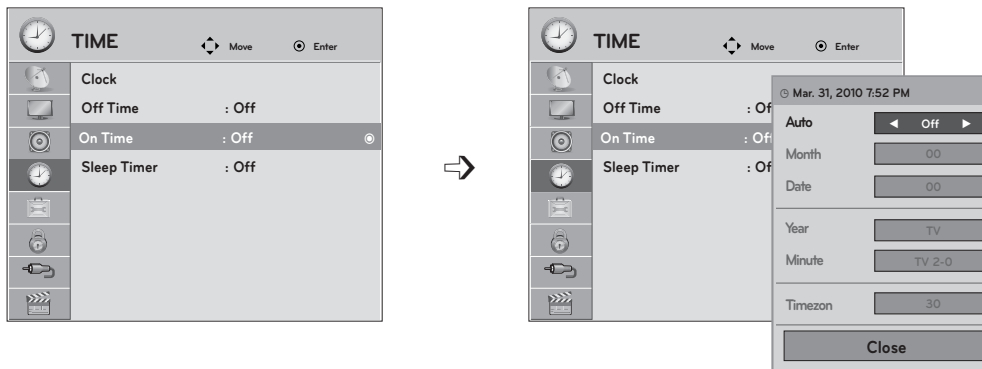 TIME Move Enter
Clock
Off Time : Off
On Time : Off
Sleep Timer : Off
TIME Move Enter
Clock
Off Time : Of
On Time : Off
Sleep Timer : Of
Mar. 31, 2010 7:52 PM
Auto ◀ Off ▶
Month 00
Date 00
Year TV
Minute TV 2-0
Timezon 30
Close